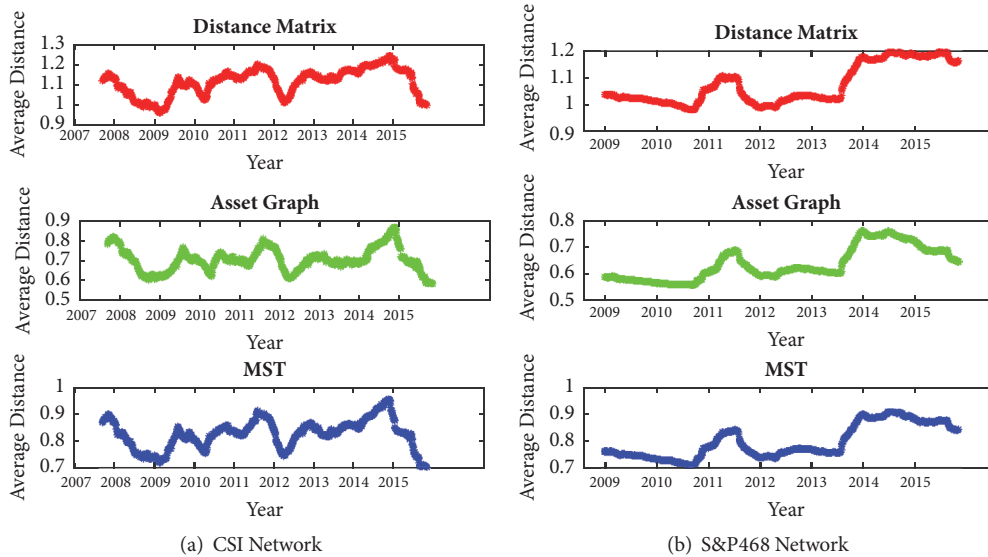 Distance Matrix
Average Distance
1.3
1.2
1.1
1
0.9
2007 2008 2009 2010 2011 2012 2013 2014 2015
Year
Asset Graph
Average Distance
0.9
0.8
0.7
0.6
0.5
2007 2008 2009 2010 2011 2012 2013 2014 2015
Year
MST
Average Distance
1
0.9
0.8
0.7
2007 2008 2009 2010 2011 2012 2013 2014 2015
Year
(a) CSI Network
Distance Matrix
Average Distance
1.2
1.1
1
0.9
2009 2010 2011 2012 2013 2014 2015
Year
Asset Graph
Average Distance
0.8
0.7
0.6
0.5
2009 2010 2011 2012 2013 2014 2015
Year
MST
Average Distance
1
0.9
0.8
0.7
2009 2010 2011 2012 2013 2014 2015
Year
(b) S&P468 Network